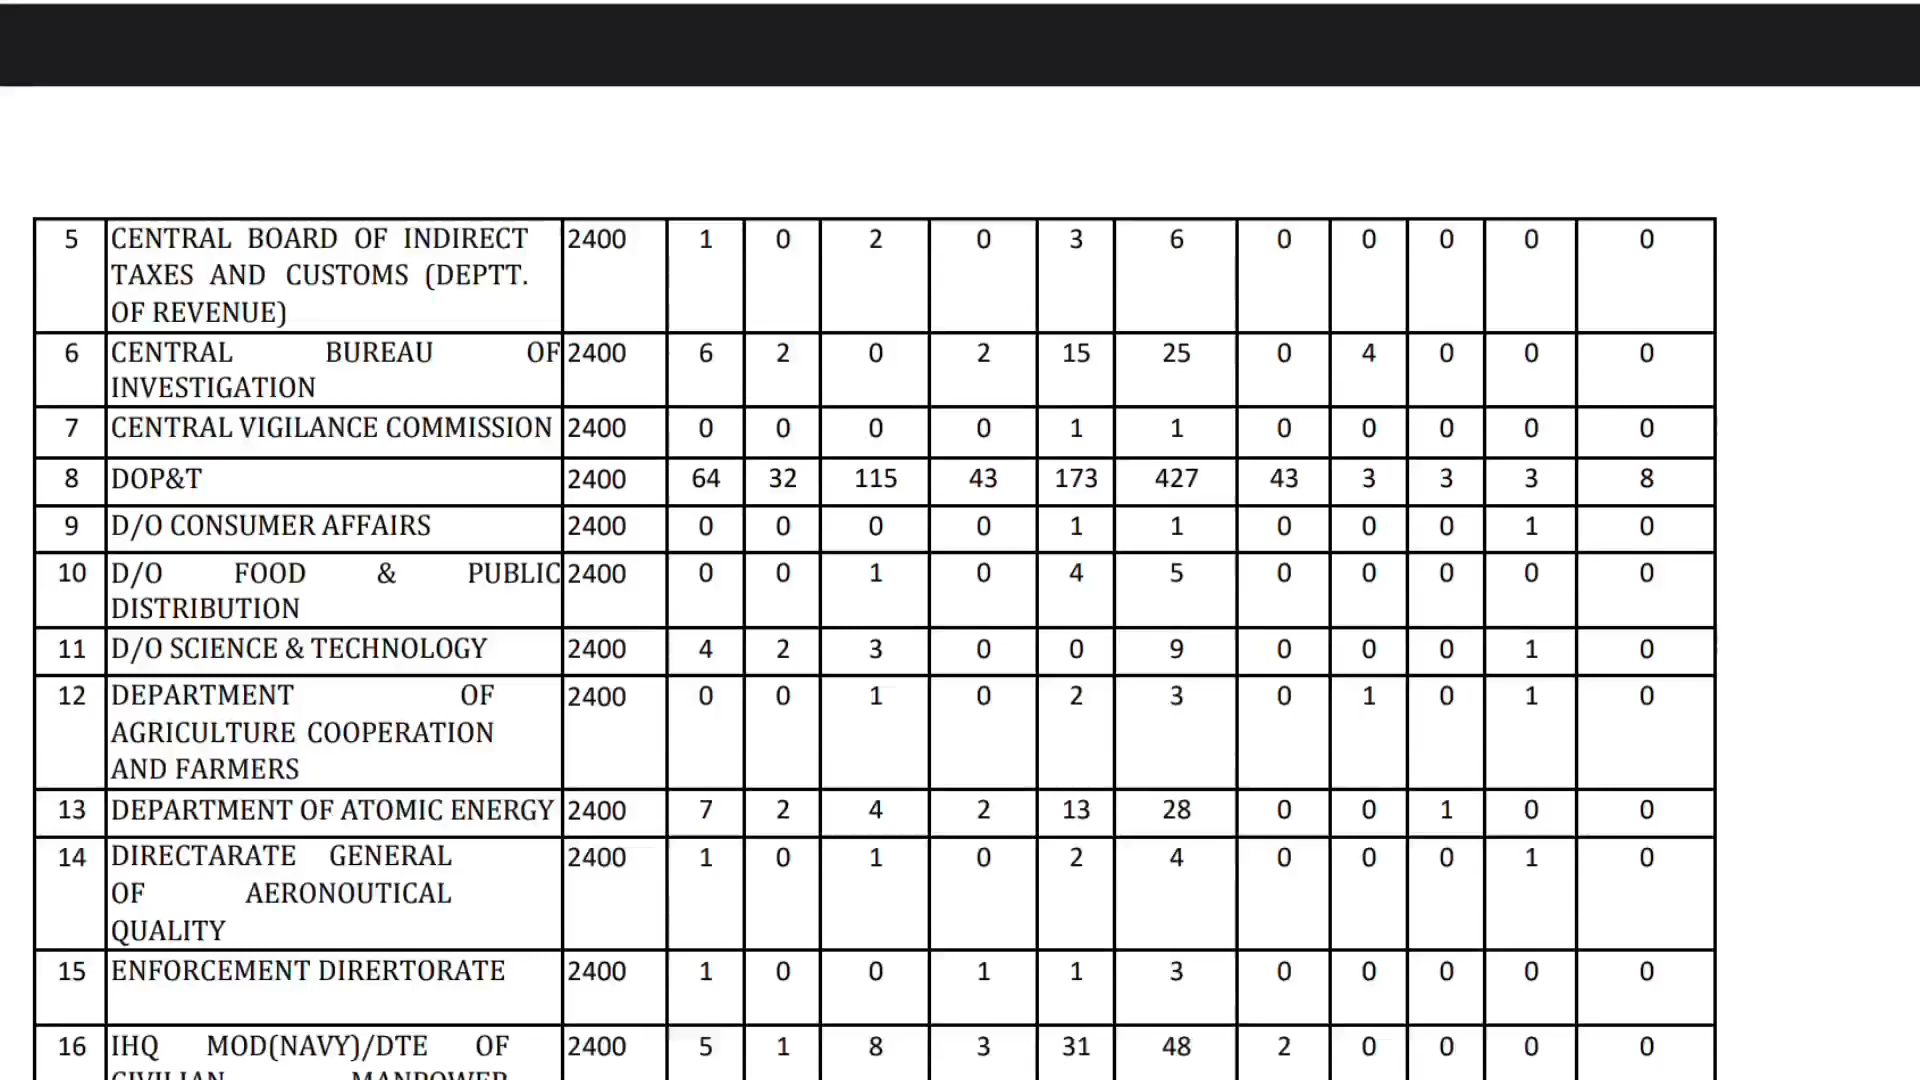 5 CENTRAL BOARD OF INDIRECT 2400 1 0 2 0 3 6 0 0 0 0 0
TAXES AND CUSTOMS (DEPTT.
OF REVENUE)
6 CENTRAL BUREAU OF 2400 6 2 0 2 15 25 0 4 0 0 0
INVESTIGATION
7 CENTRAL VIGILANCE COMMISSION 2400 0 0 0 0 1 1 0 0 0 0 0
8 DOP&T 2400 64 32 115 43 173 427 43 3 3 3 8
9 D/O CONSUMER AFFAIRS 2400 0 0 0 0 1 1 0 0 0 1 0
10 D/O FOOD & PUBLIC 2400 0 0 1 0 4 5 0 0 0 0 0
DISTRIBUTION
11 D/O SCIENCE & TECHNOLOGY 2400 4 2 3 0 0 9 0 0 0 1 0
12 DEPARTMENT OF 2400 0 0 1 0 2 3 0 1 0 1 0
AGRICULTURE COOPERATION
AND FARMERS
13 DEPARTMENT OF ATOMIC ENERGY 2400 7 2 4 2 13 28 0 0 1 0 0
14 DIRECTARATE GENERAL 2400 1 0 1 0 2 4 0 0 0 1 0
OF AERONOUTICAL
QUALITY
15 ENFORCEMENT DIRERTORATE 2400 1 0 0 1 1 3 0 0 0 0 0
16 IHQ MOD(NAVY)/DTE OF 2400 5 1 8 3 31 48 2 0 0 0 0
CIVILIAN MANPOWER